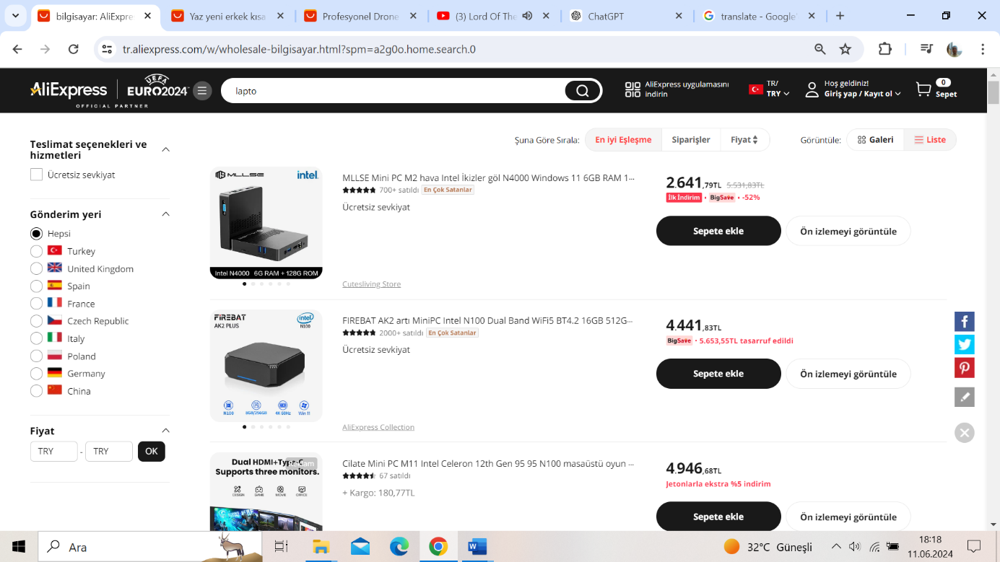 bilgisayar: AliExpres
Yaz yeni erkek kısa
Profesyonel Drone
(3) Lord Of The
ChatGPT
translate - Google'
tr.aliexpress.com/w/wholesale-bilgisayar.html?spm=a2g0o.home.search.0
AliExpress
UEFA
EURO2024
OFFICIAL PARTNER
lapto
AliExpress uygulamasını
indirin
TR/
TRY
Hoş geldiniz!
Giriş yap / Kayıt ol
0
Sepet
Şuna Göre Sırala:
En iyi Eşleşme
Siparişler
Fiyat
Görüntüle:
Galeri
Liste
Teslimat seçenekleri ve
hizmetleri
Ücretsiz sevkiyat
Gönderim yeri
Hepsi
Turkey
United Kingdom
Spain
France
Czech Republic
Italy
Poland
Germany
China
Fiyat
TRY - TRY OK
MLLSE
intel.
Intel N4000 6G RAM + 128G ROM
MLLSE Mini PC M2 hava Intel İkizler göl N4000 Windows 11 6GB RAM 1···
700+ satıldı En Çok Satanlar
Ücretsiz sevkiyat
Cutesliving Store
2.641,79TL 5.531,83TL
İlk İndirim • BigSave • -52%
Sepete ekle
Ön izlemeyi görüntüle
FIREBAT
AK2 PLUS
intel
N100
N100 8GB/256GB 4K 60Hz Win 11
FIREBAT AK2 artı MiniPC Intel N100 Dual Band WiFi5 BT4.2 16GB 512G···
2000+ satıldı En Çok Satanlar
Ücretsiz sevkiyat
AliExpress Collection
4.441,83TL
BigSave • 5.653,55TL tasarruf edildi
Sepete ekle
Ön izlemeyi görüntüle
Dual HDMI+Type-C
Reklam
Supports three monitors.
DESIGN GAME MOVIE OFFICE
Cilate Mini PC M11 Intel Celeron 12th Gen 95 95 N100 masaüstü oyun ···
67 satıldı
+ Kargo: 180,77TL
4.946,68TL
Jetonlarla ekstra %5 indirim
Sepete ekle
Ön izlemeyi görüntüle
Ara
32°C Güneşli
18:18
11.06.2024